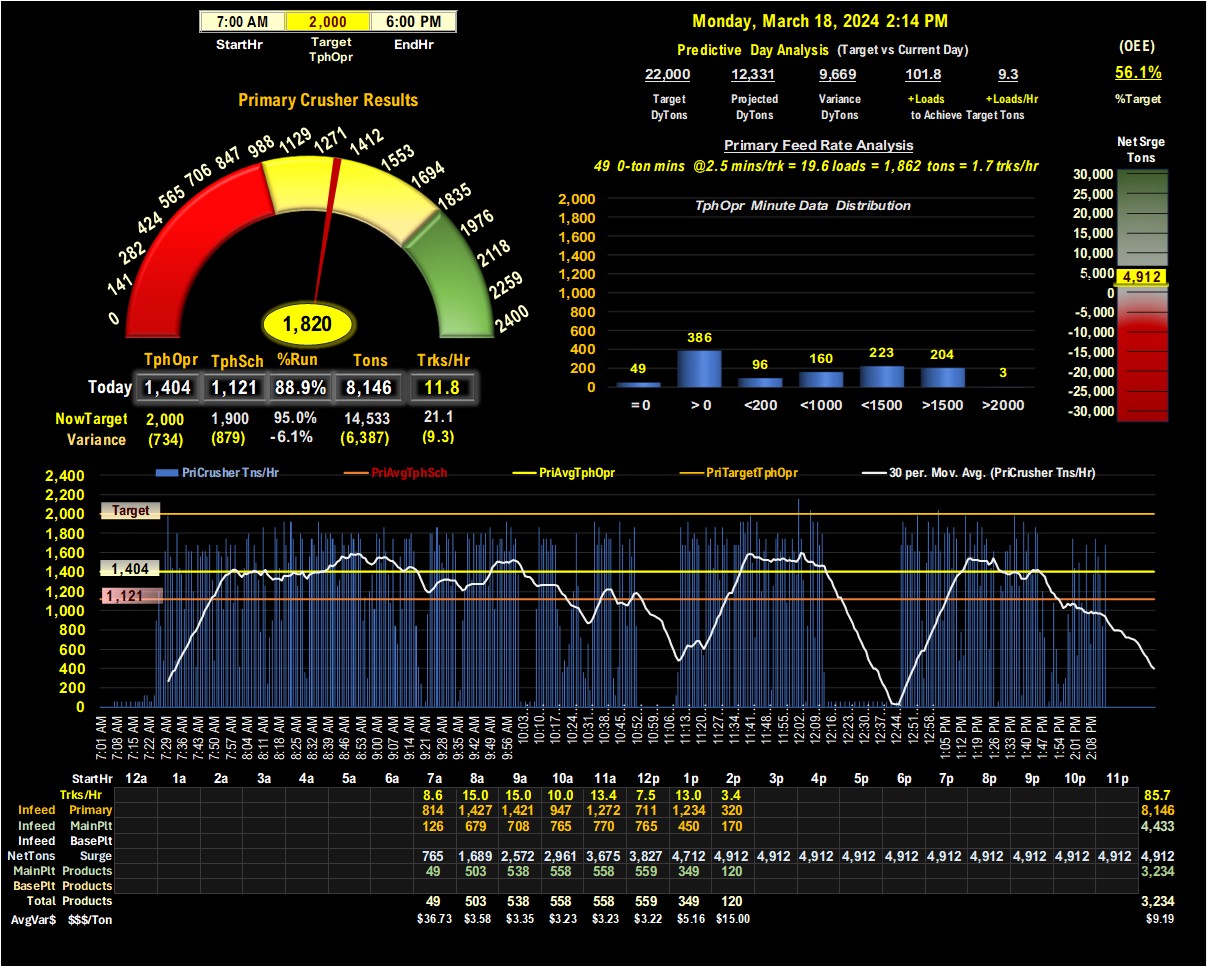 7:00 AM 2,000 6:00 PM
StartHr Target TphOpr EndHr
Monday, March 18, 2024 2:14 PM
Predictive Day Analysis (Target vs Current Day)
22,000 12,331 9,669 101.8 9.3
Target DyTons Projected DyTons Variance DyTons +Loads +Loads/Hr
to Achieve Target Tons
(OEE)
56.1%
%Target
Primary Crusher Results
0 141 282 424 565 706 847 988 1129 1271 1412 1553 1694 1835 1976 2118 2259 2400
1,820
TphOpr TphSch %Run Tons Trks/Hr
Today 1,404 1,121 88.9% 8,146 11.8
NowTarget 2,000 1,900 95.0% 14,533 21.1
Variance (734) (879) -6.1% (6,387) (9.3)
Primary Feed Rate Analysis
49 0-ton mins @2.5 mins/trk = 19.6 loads = 1,862 tons = 1.7 trks/hr
TphOpr Minute Data Distribution
2,000
1,800
1,600
1,400
1,200
1,000
800
600
400
200
0
49 386 96 160 223 204 3
= 0 > 0 <200 <1000 <1500 >1500 >2000
Net Srge Tons
30,000
25,000
20,000
15,000
10,000
5,000
4,912
0
-5,000
-10,000
-15,000
-20,000
-25,000
-30,000
PriCrusher Tns/Hr PriAvgTphSch PriAvgTphOpr PriTargetTphOpr 30 per. Mov. Avg. (PriCrusher Tns/Hr)
2,400
2,200
2,000
1,800
1,600
1,400
1,200
1,000
800
600
400
200
0
Target
1,404
1,121
7:01 AM 7:08 AM 7:15 AM 7:22 AM 7:29 AM 7:36 AM 7:43 AM 7:50 AM 7:57 AM 8:04 AM 8:11 AM 8:18 AM 8:25 AM 8:32 AM 8:39 AM 8:46 AM 8:53 AM 9:00 AM 9:07 AM 9:14 AM 9:21 AM 9:28 AM 9:35 AM 9:42 AM 9:49 AM 9:56 AM 10:03… 10:10… 10:17… 10:24… 10:31… 10:38… 10:45… 10:52… 10:59… 11:06… 11:13… 11:20… 11:27… 11:34… 11:41… 11:48… 11:55… 12:02… 12:09… 12:16… 12:23… 12:30… 12:37… 12:44… 12:51… 12:58… 1:05 PM 1:12 PM 1:19 PM 1:26 PM 1:33 PM 1:40 PM 1:47 PM 1:54 PM 2:01 PM 2:08 PM
StartHr 12a 1a 2a 3a 4a 5a 6a 7a 8a 9a 10a 11a 12p 1p 2p 3p 4p 5p 6p 7p 8p 9p 10p 11p
Trks/Hr 8.6 15.0 15.0 10.0 13.4 7.5 13.0 3.4 85.7
Infeed Primary 814 1,427 1,421 947 1,272 711 1,234 320 8,146
Infeed MainPlt 126 679 708 765 770 765 450 170 4,433
Infeed BasePlt
NetTons Surge 765 1,689 2,572 2,961 3,675 3,827 4,712 4,912 4,912 4,912 4,912 4,912 4,912 4,912 4,912 4,912 4,912 4,912
MainPlt Products 49 503 538 558 558 559 349 120 3,234
BasePlt Products
Total Products 49 503 538 558 558 559 349 120 3,234
AvgVar$ $$$/Ton $36.73 $3.58 $3.35 $3.23 $3.23 $3.22 $5.16 $15.00 $9.19